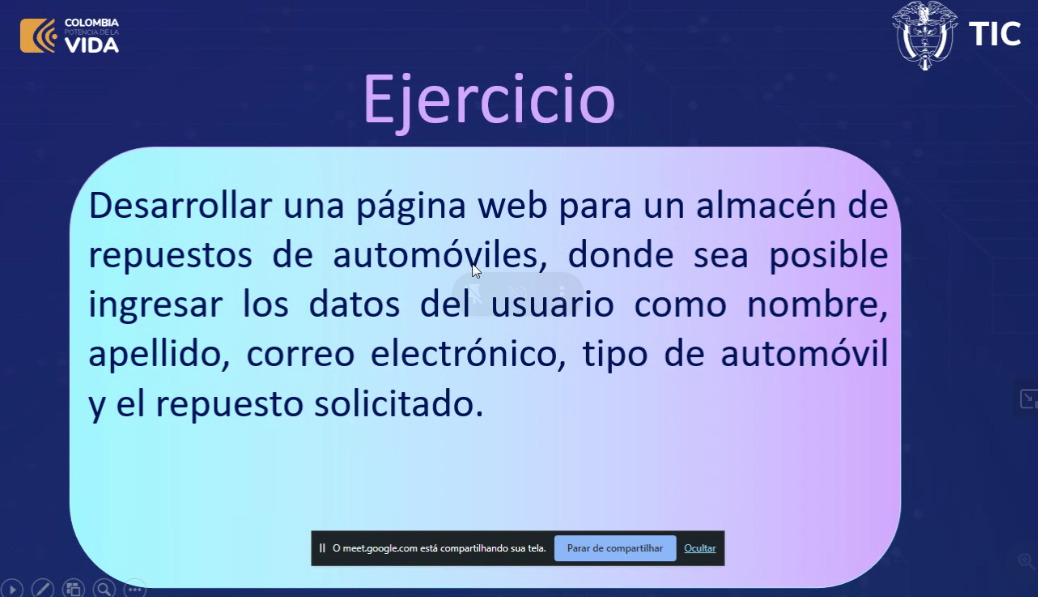 COLOMBIA
POTENCIA DE LA
VIDA
TIC
Ejercicio
Desarrollar una página web para un almacén de
repuestos de automóviles, donde sea posible
ingresar los datos del usuario como nombre,
apellido, correo electrónico, tipo de automóvil
y el repuesto solicitado.
O meet.google.com está compartilhando sua tela. Parar de compartilhar Ocultar